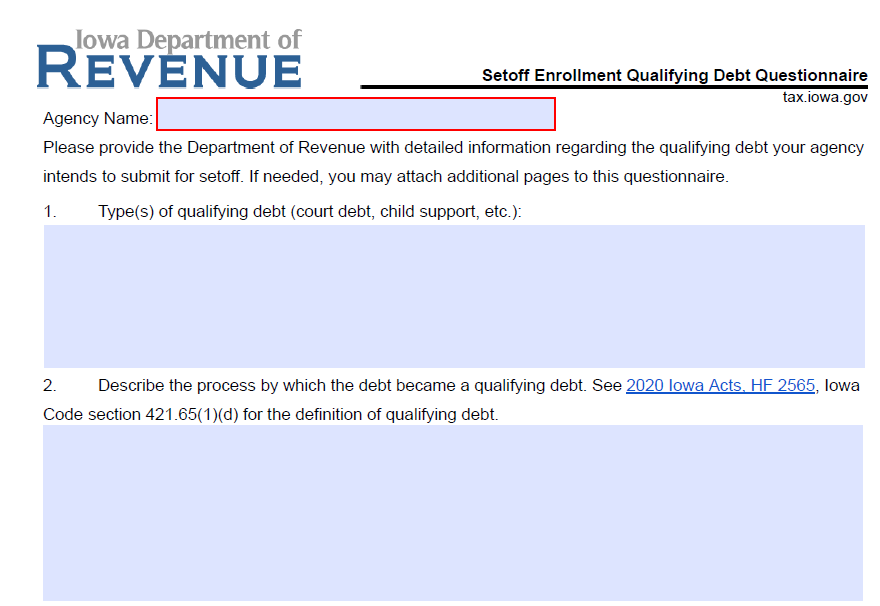 Iowa Department of
REVENUE
Setoff Enrollment Qualifying Debt Questionnaire
tax.iowa.gov
Agency Name:
Please provide the Department of Revenue with detailed information regarding the qualifying debt your agency
intends to submit for setoff. If needed, you may attach additional pages to this questionnaire.
1. Type(s) of qualifying debt (court debt, child support, etc.):
2. Describe the process by which the debt became a qualifying debt. See 2020 Iowa Acts, HF 2565, Iowa
Code section 421.65(1)(d) for the definition of qualifying debt.